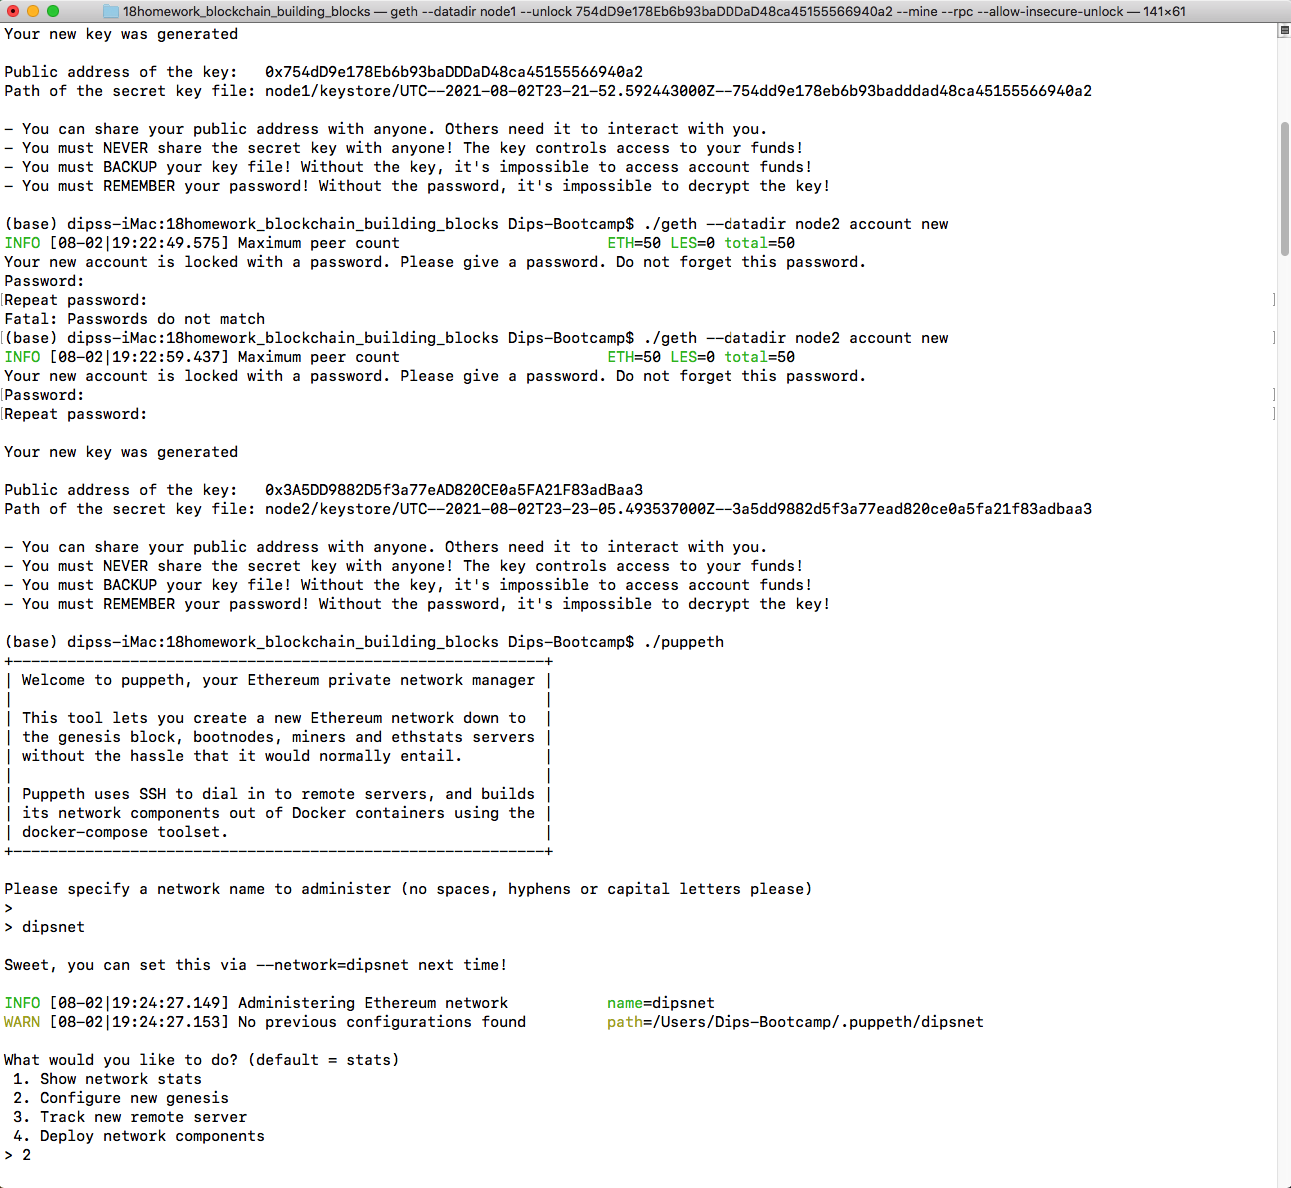 18homework_blockchain_building_blocks — geth --datadir node1 --unlock 754dD9e178Eb6b93baDDDaD48ca45155566940a2 --mine --rpc --allow-insecure-unlock — 141×61
Your new key was generated
Public address of the key:   0x754dD9e178Eb6b93baDDDaD48ca45155566940a2
Path of the secret key file: node1/keystore/UTC--2021-08-02T23-21-52.592443000Z--754dd9e178eb6b93badddad48ca45155566940a2
- You can share your public address with anyone. Others need it to interact with you.
- You must NEVER share the secret key with anyone! The key controls access to your funds!
- You must BACKUP your key file! Without the key, it's impossible to access account funds!
- You must REMEMBER your password! Without the password, it's impossible to decrypt the key!
(base) dipss-iMac:18homework_blockchain_building_blocks Dips-Bootcamp$ ./geth --datadir node2 account new
INFO [08-02|19:22:49.575] Maximum peer count                       ETH=50 LES=0 total=50
Your new account is locked with a password. Please give a password. Do not forget this password.
Password:
[Repeat password:                                                                                                                            ]
Fatal: Passwords do not match
[(base) dipss-iMac:18homework_blockchain_building_blocks Dips-Bootcamp$ ./geth --datadir node2 account new                                    ]
INFO [08-02|19:22:59.437] Maximum peer count                       ETH=50 LES=0 total=50
Your new account is locked with a password. Please give a password. Do not forget this password.
[Password:                                                                                                                                   ]
[Repeat password:                                                                                                                            ]
Your new key was generated
Public address of the key:   0x3A5DD9882D5f3a77eAD820CE0a5FA21F83adBaa3
Path of the secret key file: node2/keystore/UTC--2021-08-02T23-23-05.493537000Z--3a5dd9882d5f3a77ead820ce0a5fa21f83adbaa3
- You can share your public address with anyone. Others need it to interact with you.
- You must NEVER share the secret key with anyone! The key controls access to your funds!
- You must BACKUP your key file! Without the key, it's impossible to access account funds!
- You must REMEMBER your password! Without the password, it's impossible to decrypt the key!
(base) dipss-iMac:18homework_blockchain_building_blocks Dips-Bootcamp$ ./puppeth
+-----------------------------------------------------------+
| Welcome to puppeth, your Ethereum private network manager |
|                                                           |
| This tool lets you create a new Ethereum network down to  |
| the genesis block, bootnodes, miners and ethstats servers |
| without the hassle that it would normally entail.         |
|                                                           |
| Puppeth uses SSH to dial in to remote servers, and builds |
| its network components out of Docker containers using the |
| docker-compose toolset.                                   |
+-----------------------------------------------------------+
Please specify a network name to administer (no spaces, hyphens or capital letters please)
>
> dipsnet
Sweet, you can set this via --network=dipsnet next time!
INFO [08-02|19:24:27.149] Administering Ethereum network           name=dipsnet
WARN [08-02|19:24:27.153] No previous configurations found         path=/Users/Dips-Bootcamp/.puppeth/dipsnet
What would you like to do? (default = stats)
 1. Show network stats
 2. Configure new genesis
 3. Track new remote server
 4. Deploy network components
> 2